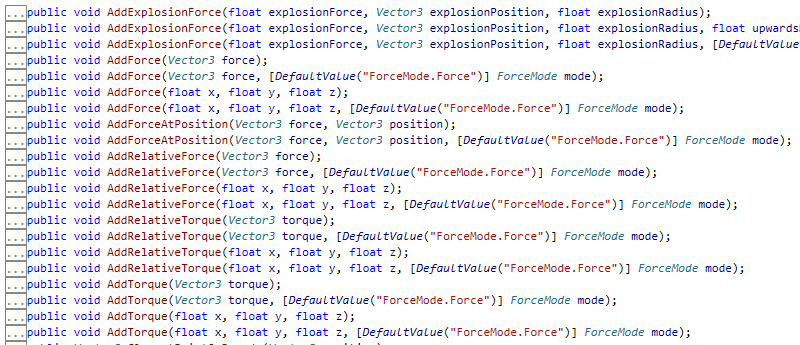 ...public void AddExplosionForce(float explosionForce, Vector3 explosionPosition, float explosionRadius);
...public void AddExplosionForce(float explosionForce, Vector3 explosionPosition, float explosionRadius, float upwards
...public void AddExplosionForce(float explosionForce, Vector3 explosionPosition, float explosionRadius, [DefaultValue
...public void AddForce(Vector3 force);
...public void AddForce(Vector3 force, [DefaultValue("ForceMode.Force")] ForceMode mode);
...public void AddForce(float x, float y, float z);
...public void AddForce(float x, float y, float z, [DefaultValue("ForceMode.Force")] ForceMode mode);
...public void AddForceAtPosition(Vector3 force, Vector3 position);
...public void AddForceAtPosition(Vector3 force, Vector3 position, [DefaultValue("ForceMode.Force")] ForceMode mode);
...public void AddRelativeForce(Vector3 force);
...public void AddRelativeForce(Vector3 force, [DefaultValue("ForceMode.Force")] ForceMode mode);
...public void AddRelativeForce(float x, float y, float z);
...public void AddRelativeForce(float x, float y, float z, [DefaultValue("ForceMode.Force")] ForceMode mode);
...public void AddRelativeTorque(Vector3 torque);
...public void AddRelativeTorque(Vector3 torque, [DefaultValue("ForceMode.Force")] ForceMode mode);
...public void AddRelativeTorque(float x, float y, float z);
...public void AddRelativeTorque(float x, float y, float z, [DefaultValue("ForceMode.Force")] ForceMode mode);
...public void AddTorque(Vector3 torque);
...public void AddTorque(Vector3 torque, [DefaultValue("ForceMode.Force")] ForceMode mode);
...public void AddTorque(float x, float y, float z);
...public void AddTorque(float x, float y, float z, [DefaultValue("ForceMode.Force")] ForceMode mode);